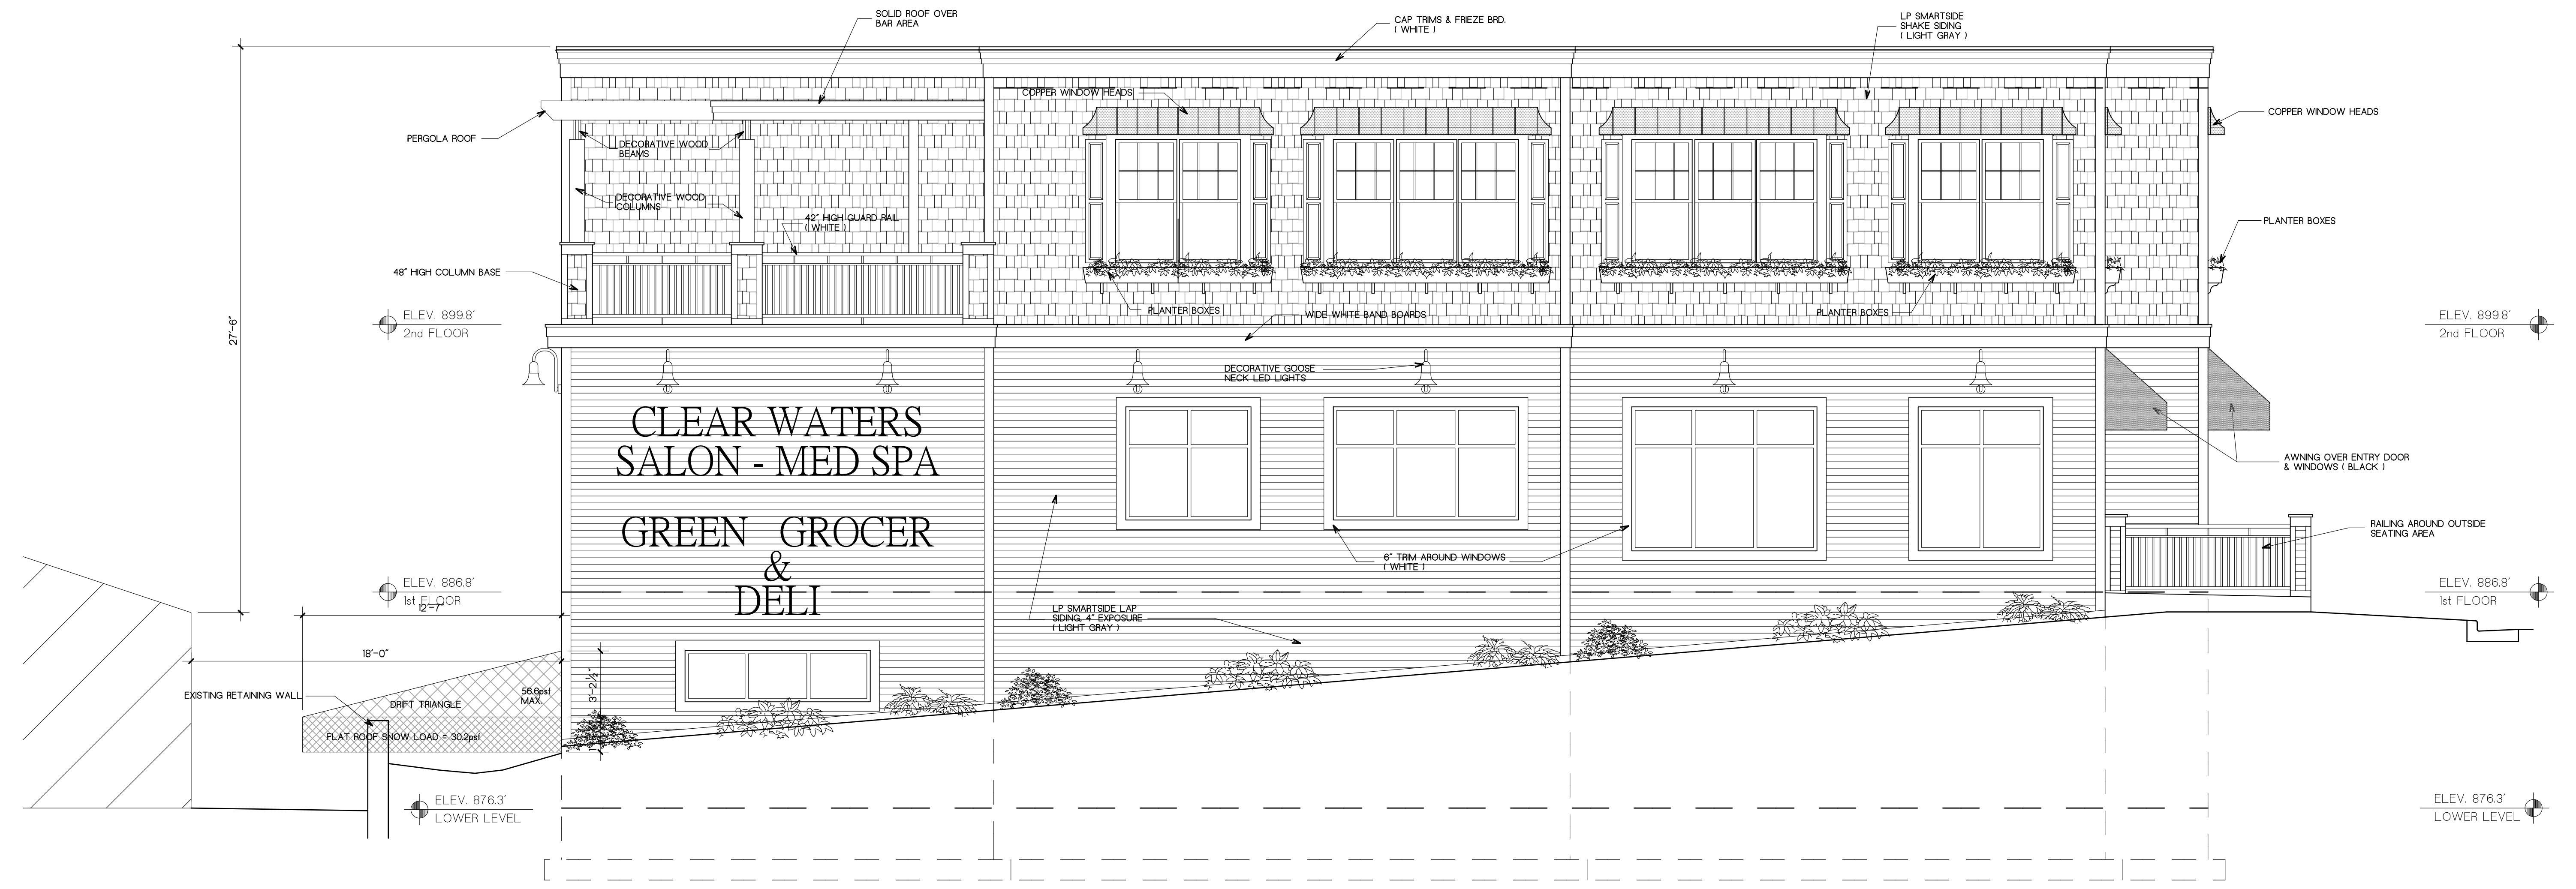 SOLID ROOF OVER
BAR AREA
CAP TRIMS & FRIEZE BRD.
( WHITE )
LP SMARTSIDE
SHAKE SIDING
( LIGHT GRAY )
COPPER WINDOW HEADS
COPPER WINDOW HEADS
PERGOLA ROOF
DECORATIVE WOOD
BEAMS
DECORATIVE WOOD
COLUMNS
42" HIGH GUARD RAIL
( WHITE )
PLANTER BOXES
48" HIGH COLUMN BASE
27'-6"
PLANTER BOXES
PLANTER BOXES
WIDE WHITE BAND BOARDS
ELEV. 899.8'
2nd FLOOR
ELEV. 899.8'
2nd FLOOR
DECORATIVE GOOSE
NECK LED LIGHTS
CLEAR WATERS
SALON - MED SPA
GREEN GROCER
&
DELI
AWNING OVER ENTRY DOOR
& WINDOWS ( BLACK )
RAILING AROUND OUTSIDE
SEATING AREA
6" TRIM AROUND WINDOWS
( WHITE )
ELEV. 886.8'
1st FLOOR
ELEV. 886.8'
1st FLOOR
12'-7"
LP SMARTSIDE LAP
SIDING, 4" EXPOSURE
( LIGHT GRAY )
18'-0"
3'-2½"
56.6psf
MAX.
EXISTING RETAINING WALL
DRIFT TRIANGLE
FLAT ROOF SNOW LOAD = 30.2psf
ELEV. 876.3'
LOWER LEVEL
ELEV. 876.3'
LOWER LEVEL